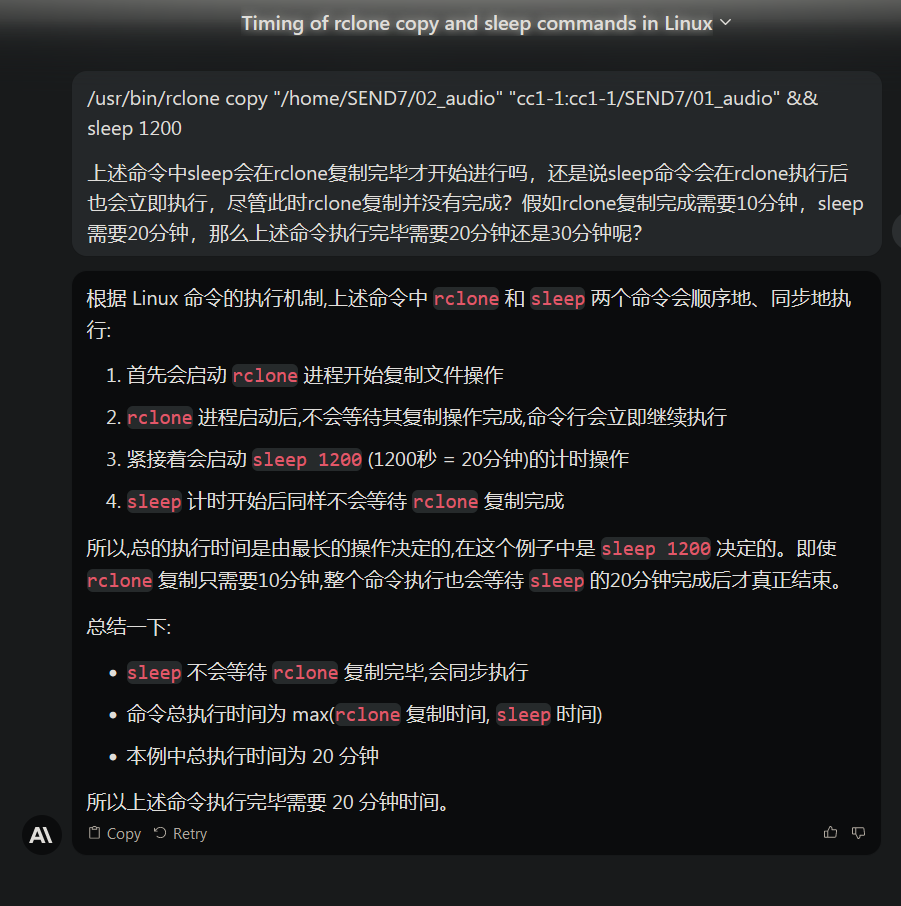 Timing of rclone copy and sleep commands in Linux
/usr/bin/rclone copy "/home/SEND7/02_audio" "cc1-1:cc1-1/SEND7/01_audio" &&
sleep 1200
上述命令中sleep会在rclone复制完毕才开始进行吗，还是说sleep命令会在rclone执行后
也会立即执行，尽管此时rclone复制并没有完成？假如rclone复制完成需要10分钟，sleep
需要20分钟，那么上述命令执行完毕需要20分钟还是30分钟呢？
根据 Linux 命令的执行机制,上述命令中 rclone 和 sleep 两个命令会顺序地、同步地执
行:
1. 首先会启动 rclone 进程开始复制文件操作
2. rclone 进程启动后,不会等待其复制操作完成,命令行会立即继续执行
3. 紧接着会启动 sleep 1200 (1200秒 = 20分钟)的计时操作
4. sleep 计时开始后同样不会等待 rclone 复制完成
所以,总的执行时间是由最长的操作决定的,在这个例子中是 sleep 1200 决定的。即使
rclone 复制只需要10分钟,整个命令执行也会等待 sleep 的20分钟完成后才真正结束。
总结一下:
• sleep 不会等待 rclone 复制完毕,会同步执行
• 命令总执行时间为 max(rclone 复制时间, sleep 时间)
• 本例中总执行时间为 20 分钟
所以上述命令执行完毕需要 20 分钟时间。
Copy Retry